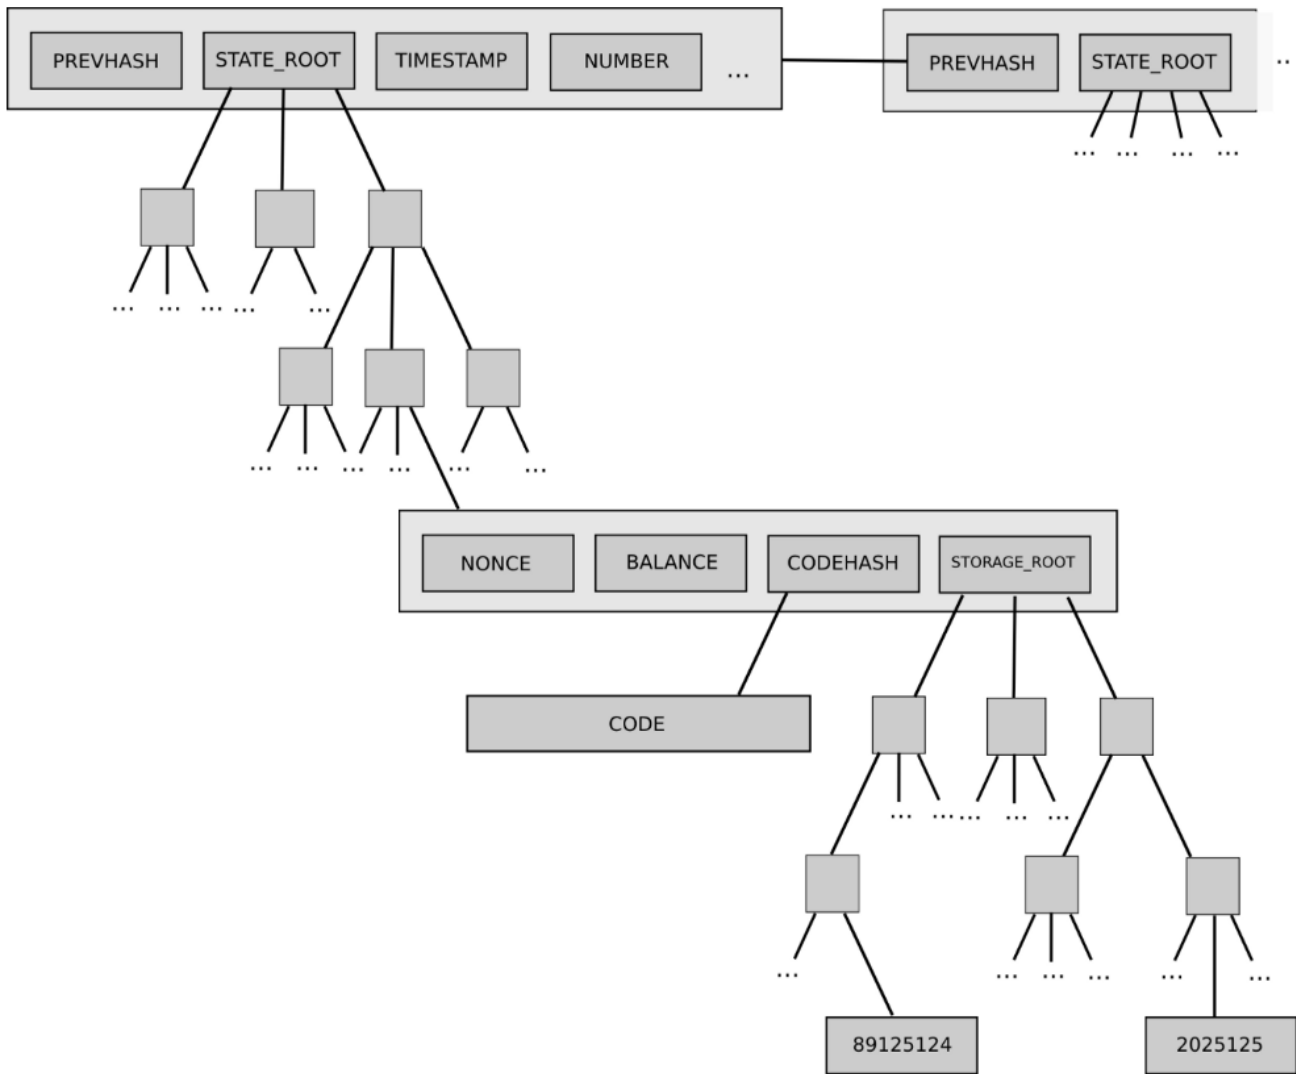 PREVHASH STATE_ROOT TIMESTAMP NUMBER ... PREVHASH STATE_ROOT ..
... ... ... ...
... ... ... ... ...
... ... ... ... ... ...
NONCE BALANCE CODEHASH STORAGE_ROOT
CODE
... ... ... ... ...
... ... ... ... ... ...
89125124 2025125